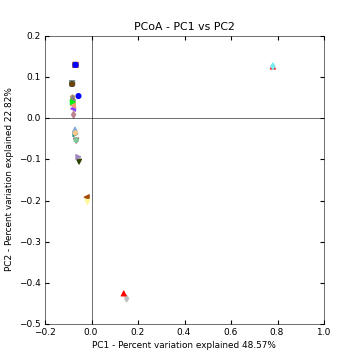 PCoA - PC1 vs PC2
PC2 - Percent variation explained 22.82%
0.2
0.1
0.0
−0.1
−0.2
−0.3
−0.4
−0.5
−0.2 0.0 0.2 0.4 0.6 0.8 1.0
PC1 - Percent variation explained 48.57%